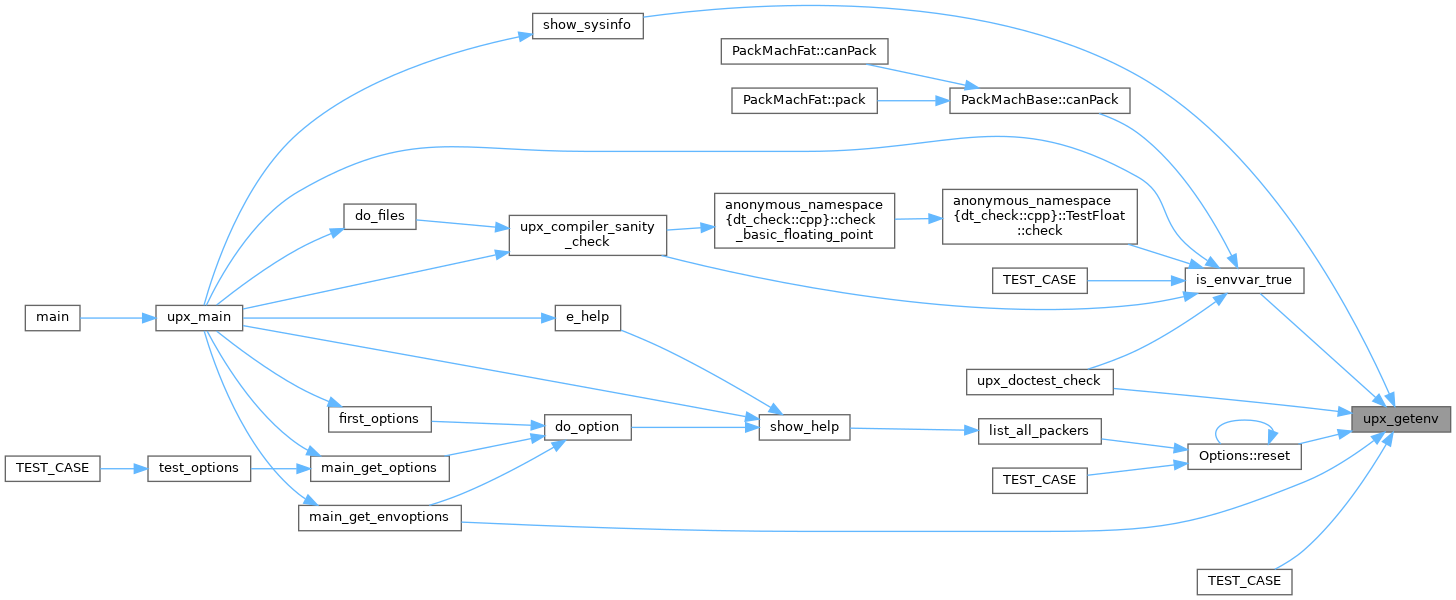 show_sysinfo
PackMachFat::canPack
PackMachFat::pack
PackMachBase::canPack
do_files
upx_compiler_sanity
_check
anonymous_namespace
{dt_check::cpp}::check
_basic_floating_point
anonymous_namespace
{dt_check::cpp}::TestFloat
::check
TEST_CASE
is_envvar_true
main
upx_main
e_help
upx_doctest_check
first_options
do_option
show_help
list_all_packers
upx_getenv
Options::reset
TEST_CASE
test_options
main_get_options
TEST_CASE
main_get_envoptions
TEST_CASE